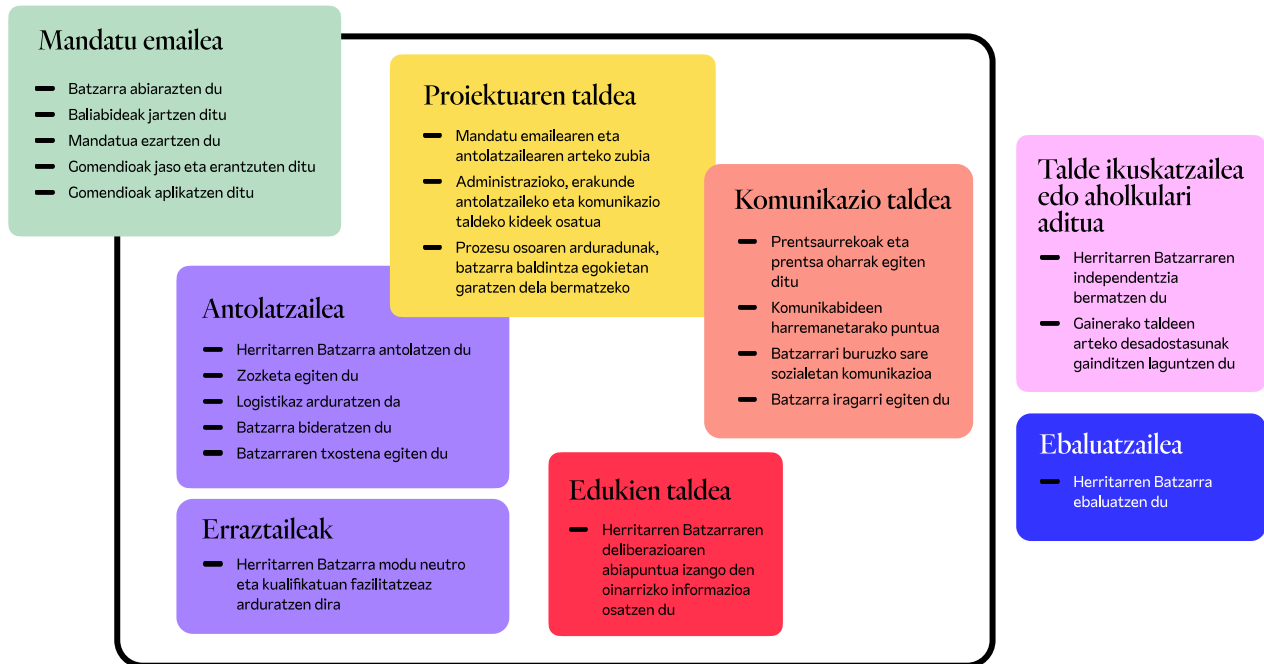 Mandatu emailea
Batzarra abiarazten du
Baliabideak jartzen ditu
Mandatua ezartzen du
Gomendioak jaso eta erantzuten ditu
Gomendioak aplikatzen ditu
Proiektuaren taldea
Mandatu emailearen eta
antolatzailearen arteko zubia
Administrazioko, erakunde
antolatzaileko eta komunikazio
taldeko kideek osatua
Prozesu osoaren arduradunak,
batzarra baldintza egokietan
garatzen dela bermatzeko
Komunikazio taldea
Prentsaurrekoak eta
prentsa oharrak egiten
ditu
Komunikabideen
harremanetarako puntua
Batzarrari buruzko sare
sozialetan komunikazioa
Batzarra iragarri egiten du
Antolatzailea
Herritarren Batzarra antolatzen du
Zozketa egiten du
Logistikaz arduratzen da
Batzarra bideratzen du
Batzarraren txostena egiten du
Erraztaileak
Herritarren Batzarra modu neutro
eta kualifikatuan fazilitatzeaz
arduratzen dira
Edukien taldea
Herritarren Batzarraren
deliberazioaren
abiapuntua izango den
oinarrizko informazioa
osatzen du
Talde ikuskatzailea
edo aholkulari
aditua
Herritarren Batzarraren
independentzia
bermatzen du
Gainerako taldeen
arteko desadostasunak
gainditzen laguntzen du
Ebaluatzailea
Herritarren Batzarra
ebaluatzen du